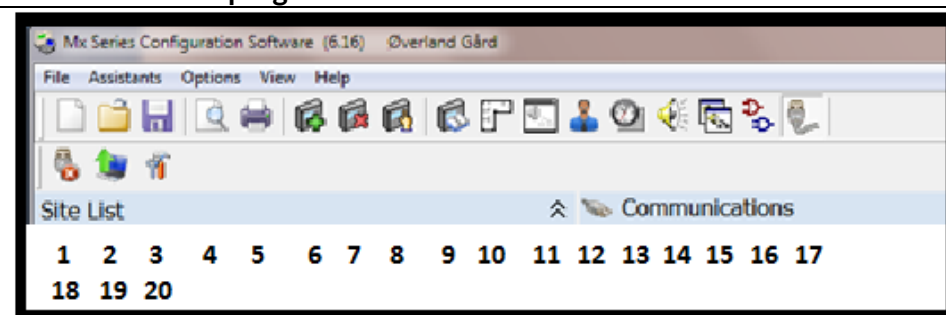 Mx Series Configuration Software (6.16) Øverland Gård
File Assistants Options View Help
Site List Communications
1 2 3 4 5 6 7 8 9 10 11 12 13 14 15 16 17
18 19 20